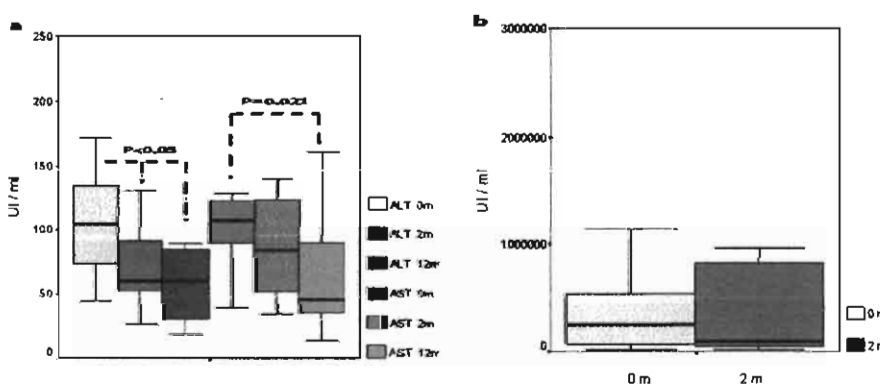 a
250
200
150
100
50
0
UI / ml
P<0.05
ALT 0m
ALT 2m
ALT 12m
AST 0m
AST 2m
AST 12m
b
3000000
2000000
1000000
0
UI / ml
0 m
2 m
0 m
2 m